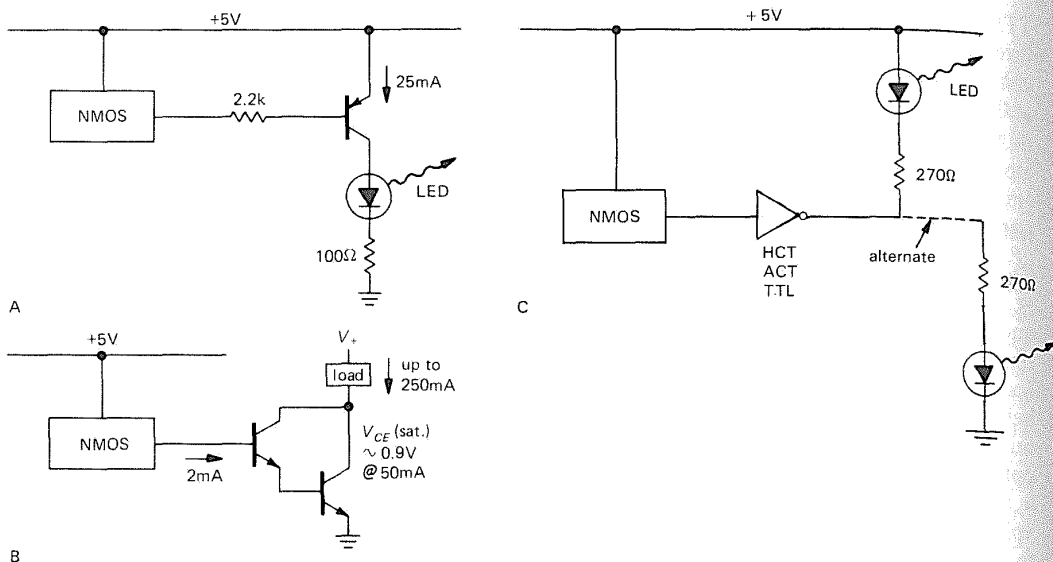 +5V
NMOS
2.2k
25mA
LED
100Ω
A
+5V
NMOS
2mA
V+
load
up to
250mA
VCE (sat.)
~ 0.9V
@ 50mA
B
+ 5V
LED
270Ω
NMOS
HCT
ACT
TTL
alternate
270Ω
C